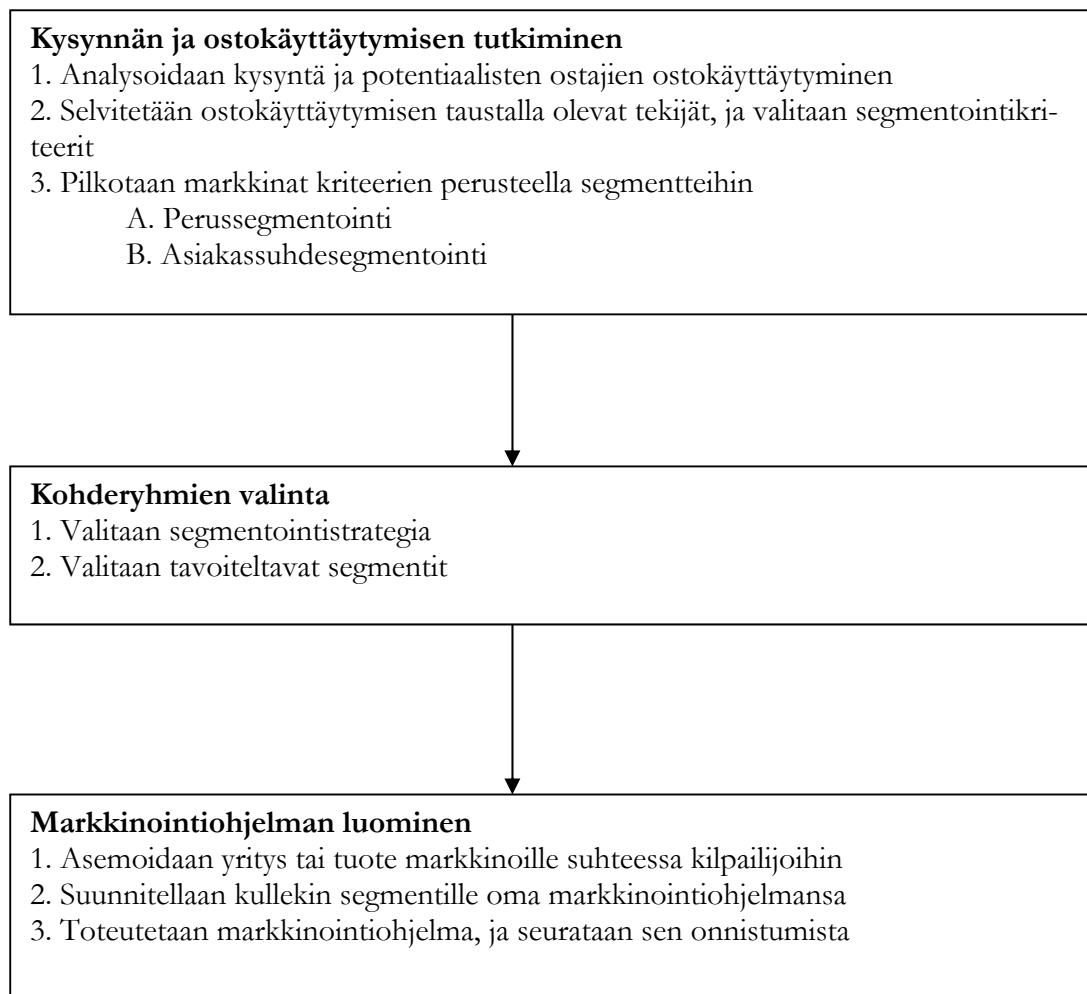 Kysynnän ja ostokäyttäytymisen tutkiminen
1. Analysoidaan kysyntä ja potentiaalisten ostajien ostokäyttäytyminen
2. Selvitetään ostokäyttäytymisen taustalla olevat tekijät, ja valitaan segmentointikri-
teerit
3. Pilkotaan markkinat kriteerien perusteella segmentteihin
A. Perussegmentointi
B. Asiakassuhdesegmentointi
Kohderyhmien valinta
1. Valitaan segmentointistrategia
2. Valitaan tavoiteltavat segmentit
Markkinointiohjelman luominen
1. Asemoidaan yritys tai tuote markkinoille suhteessa kilpailijoihin
2. Suunnitellaan kullekin segmentille oma markkinointiohjelmansa
3. Toteutetaan markkinointiohjelma, ja seurataan sen onnistumista